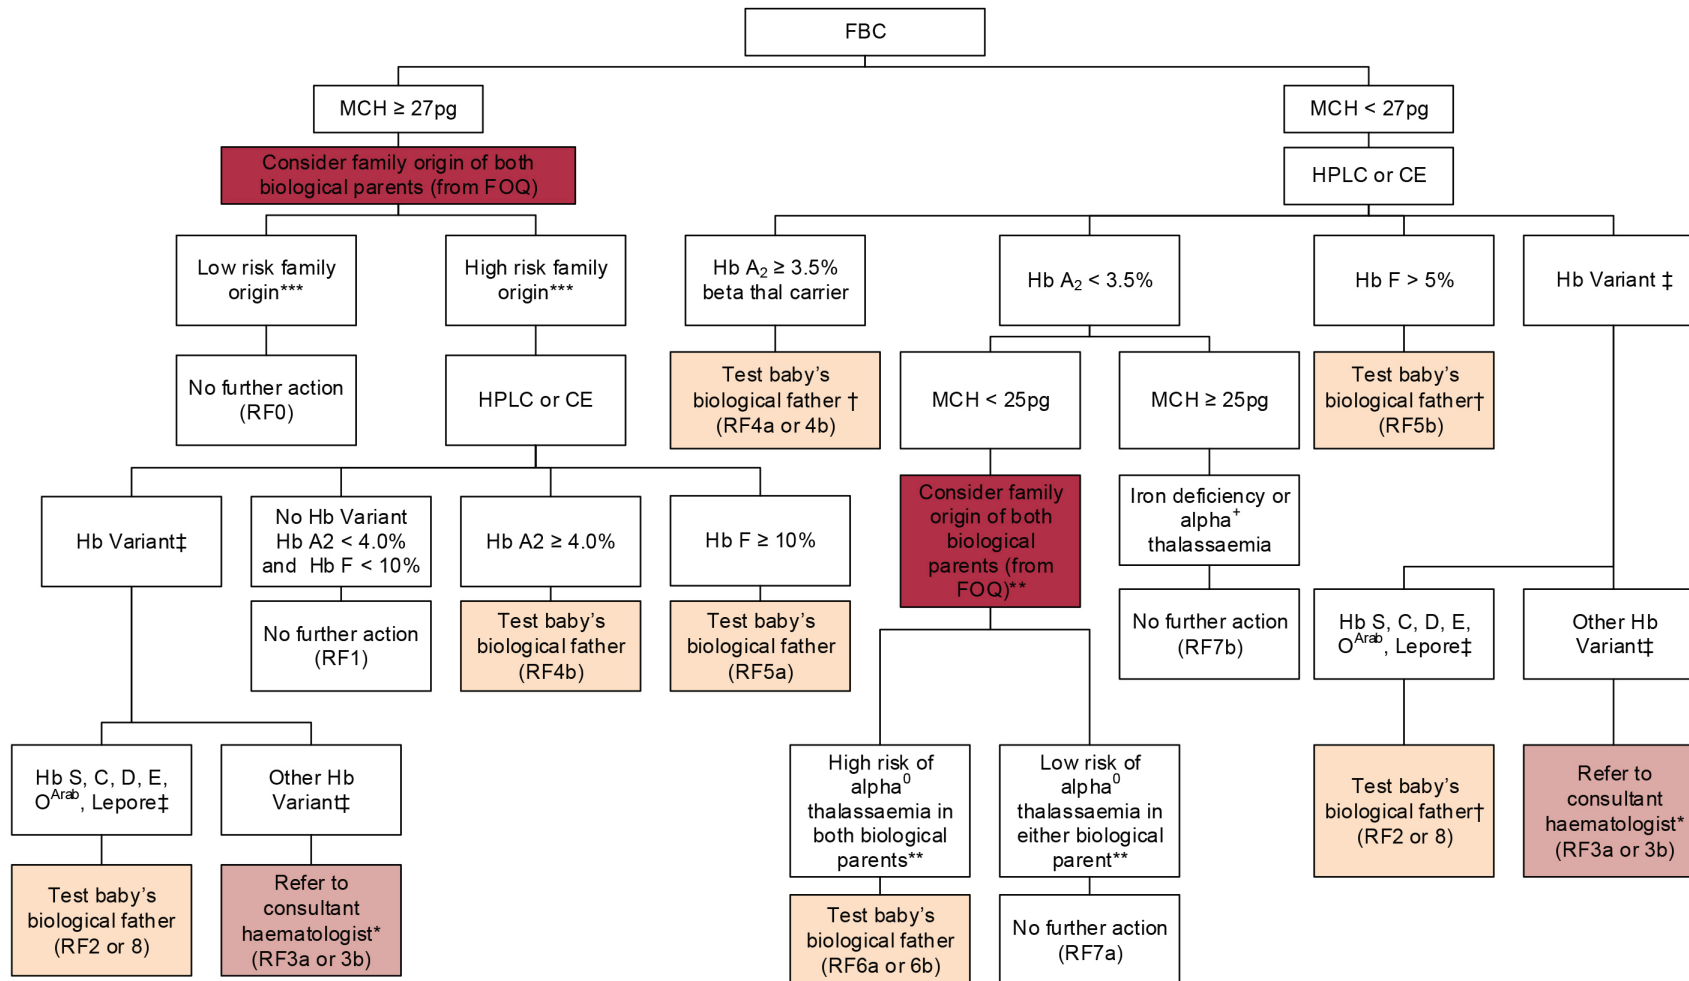 FBC
MCH ≥ 27pg
MCH < 27pg
Consider family origin of both
biological parents (from FOQ)
HPLC or CE
Low risk family
origin***
High risk family
origin***
Hb A₂ ≥ 3.5%
beta thal carrier
Hb A₂ < 3.5%
Hb F > 5%
Hb Variant ‡
No further action
(RF0)
HPLC or CE
Test baby’s
biological father †
(RF4a or 4b)
MCH < 25pg
MCH ≥ 25pg
Test baby’s
biological father†
(RF5b)
Hb Variant‡
No Hb Variant
Hb A2 < 4.0%
and Hb F < 10%
Hb A2 ≥ 4.0%
Hb F ≥ 10%
Consider family
origin of both
biological
parents (from
FOQ)**
Iron deficiency or
alpha⁺
thalassaemia
No further action
(RF1)
Test baby’s
biological father
(RF4b)
Test baby’s
biological father
(RF5a)
No further action
(RF7b)
Hb S, C, D, E,
Oᴬʳᵃᵇ, Lepore‡
Other Hb
Variant‡
Hb S, C, D, E,
Oᴬʳᵃᵇ, Lepore‡
Other Hb
Variant‡
High risk of
alpha⁰
thalassaemia in
both biological
parents**
Low risk of
alpha⁰
thalassaemia in
either biological
parent**
Test baby’s
biological father†
(RF2 or 8)
Refer to
consultant
haematologist*
(RF3a or 3b)
Test baby’s
biological father
(RF2 or 8)
Refer to
consultant
haematologist*
(RF3a or 3b)
Test baby’s
biological father
(RF6a or 6b)
No further action
(RF7a)